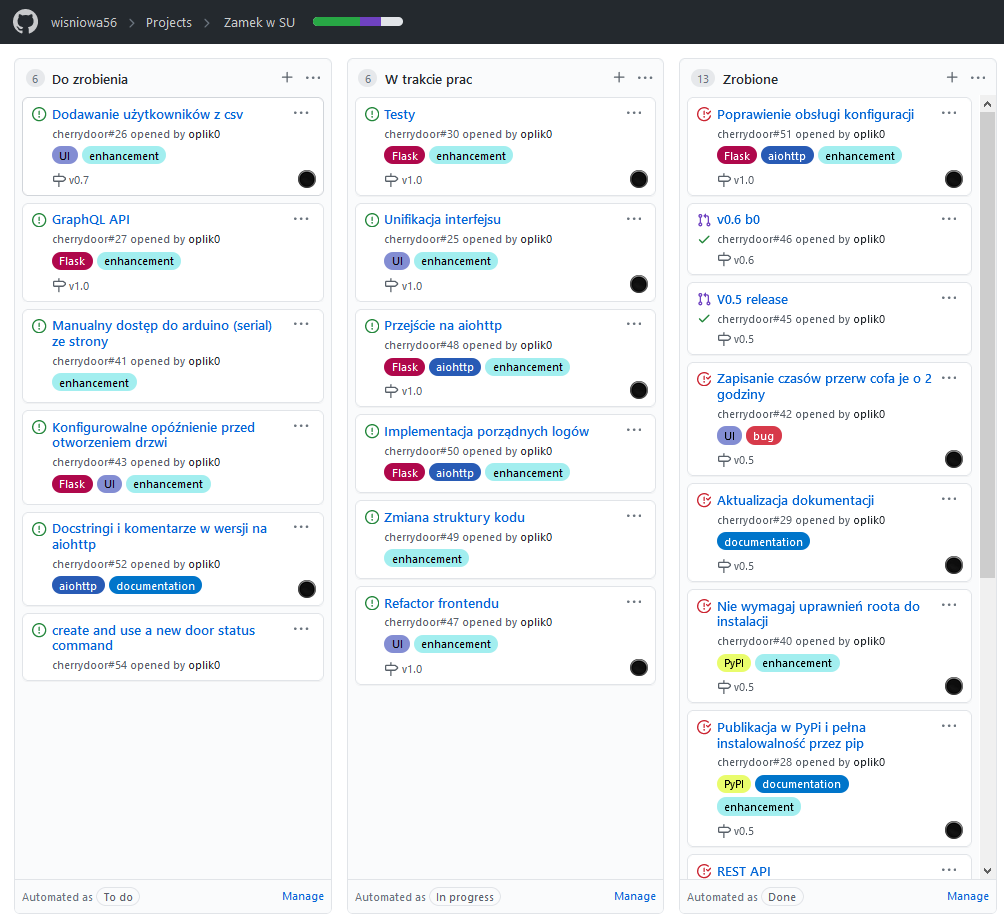 wisniowa56 Projects Zamek w SU
6 Do zrobienia
Dodawanie użytkowników z csv
cherrydoor#26 opened by oplik0
UI enhancement
v0.7
GraphQL API
cherrydoor#27 opened by oplik0
Flask enhancement
v1.0
Manualny dostęp do arduino (serial)
ze strony
cherrydoor#41 opened by oplik0
enhancement
Konfigurowalne opóźnienie przed
otworzeniem drzwi
cherrydoor#43 opened by oplik0
Flask UI enhancement
Docstringi i komentarze w wersji na
aiohttp
cherrydoor#52 opened by oplik0
aiohttp documentation
create and use a new door status
command
cherrydoor#54 opened by oplik0
Automated as To do Manage
6 W trakcie prac
Testy
cherrydoor#30 opened by oplik0
Flask enhancement
v1.0
Unifikacja interfejsu
cherrydoor#25 opened by oplik0
UI enhancement
v1.0
Przejście na aiohttp
cherrydoor#48 opened by oplik0
Flask aiohttp enhancement
v1.0
Implementacja porządnych logów
cherrydoor#50 opened by oplik0
Flask aiohttp enhancement
Zmiana struktury kodu
cherrydoor#49 opened by oplik0
enhancement
Refactor frontendu
cherrydoor#47 opened by oplik0
UI enhancement
v1.0
Automated as In progress Manage
13 Zrobione
Poprawienie obsługi konfiguracji
cherrydoor#51 opened by oplik0
Flask aiohttp enhancement
v1.0
v0.6 b0
cherrydoor#46 opened by oplik0
v0.6
V0.5 release
cherrydoor#45 opened by oplik0
v0.5
Zapisanie czasów przerw cofa je o 2
godziny
cherrydoor#42 opened by oplik0
UI bug
v0.5
Aktualizacja dokumentacji
cherrydoor#29 opened by oplik0
documentation
v0.5
Nie wymagaj uprawnień roota do
instalacji
cherrydoor#40 opened by oplik0
PyPI enhancement
v0.5
Publikacja w PyPi i pełna
instalowalność przez pip
cherrydoor#28 opened by oplik0
PyPI documentation
enhancement
v0.5
REST API
Automated as Done Manage